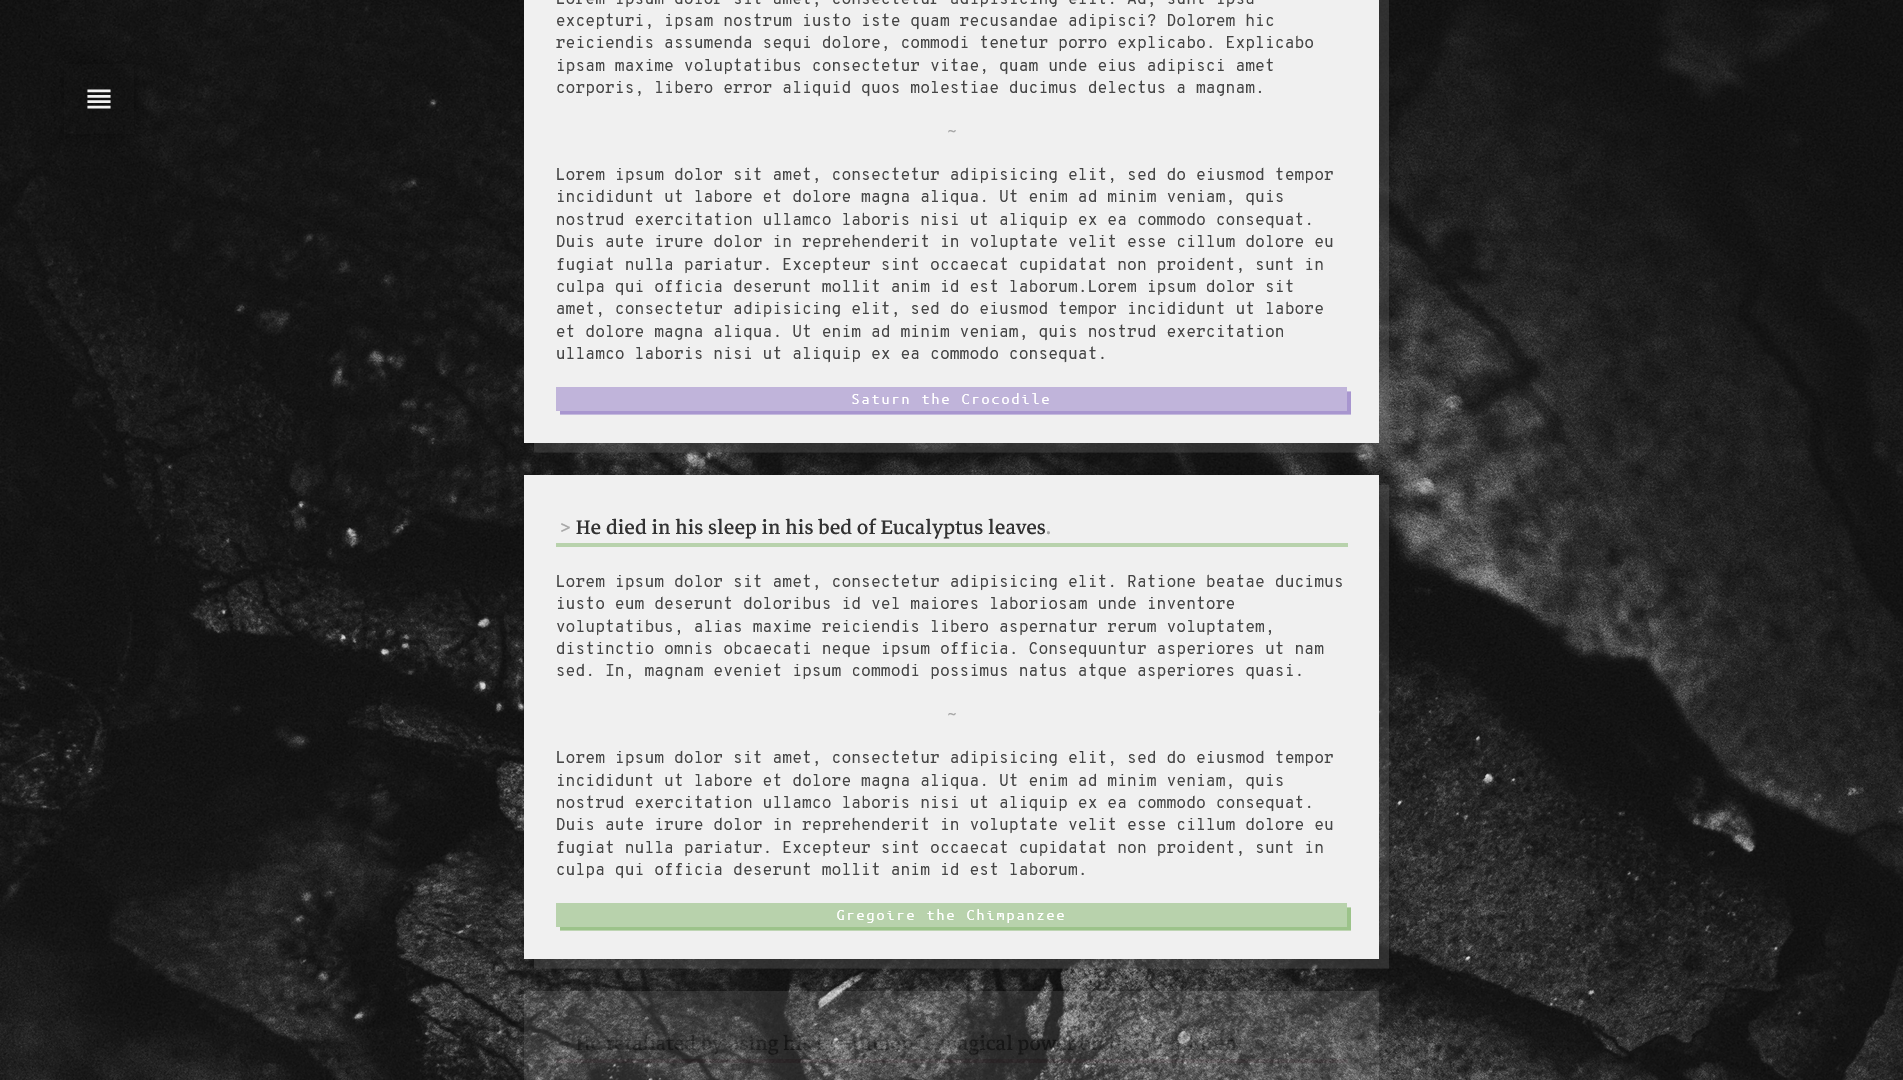 Lorem ipsum dolor sit amet, consectetur adipisicing elit. Ad, sunt ipsa
excepturi, ipsam nostrum iusto iste quam recusandae adipisci? Dolorem hic
reiciendis assumenda sequi dolore, commodi tenetur porro explicabo. Explicabo
ipsam maxime voluptatibus consectetur vitae, quam unde eius adipisci amet
corporis, libero error aliquid quos molestiae ducimus delectus a magnam.
~
Lorem ipsum dolor sit amet, consectetur adipisicing elit, sed do eiusmod tempor
incididunt ut labore et dolore magna aliqua. Ut enim ad minim veniam, quis
nostrud exercitation ullamco laboris nisi ut aliquip ex ea commodo consequat.
Duis aute irure dolor in reprehenderit in voluptate velit esse cillum dolore eu
fugiat nulla pariatur. Excepteur sint occaecat cupidatat non proident, sunt in
culpa qui officia deserunt mollit anim id est laborum.Lorem ipsum dolor sit
amet, consectetur adipisicing elit, sed do eiusmod tempor incididunt ut labore
et dolore magna aliqua. Ut enim ad minim veniam, quis nostrud exercitation
ullamco laboris nisi ut aliquip ex ea commodo consequat.
Saturn the Crocodile
> He died in his sleep in his bed of Eucalyptus leaves.
Lorem ipsum dolor sit amet, consectetur adipisicing elit. Ratione beatae ducimus
iusto eum deserunt doloribus id vel maiores laboriosam unde inventore
voluptatibus, alias maxime reiciendis libero aspernatur rerum voluptatem,
distinctio omnis obcaecati neque ipsum officia. Consequuntur asperiores ut nam
sed. In, magnam eveniet ipsum commodi possimus natus atque asperiores quasi.
~
Lorem ipsum dolor sit amet, consectetur adipisicing elit, sed do eiusmod tempor
incididunt ut labore et dolore magna aliqua. Ut enim ad minim veniam, quis
nostrud exercitation ullamco laboris nisi ut aliquip ex ea commodo consequat.
Duis aute irure dolor in reprehenderit in voluptate velit esse cillum dolore eu
fugiat nulla pariatur. Excepteur sint occaecat cupidatat non proident, sunt in
culpa qui officia deserunt mollit anim id est laborum.
Gregoire the Chimpanzee